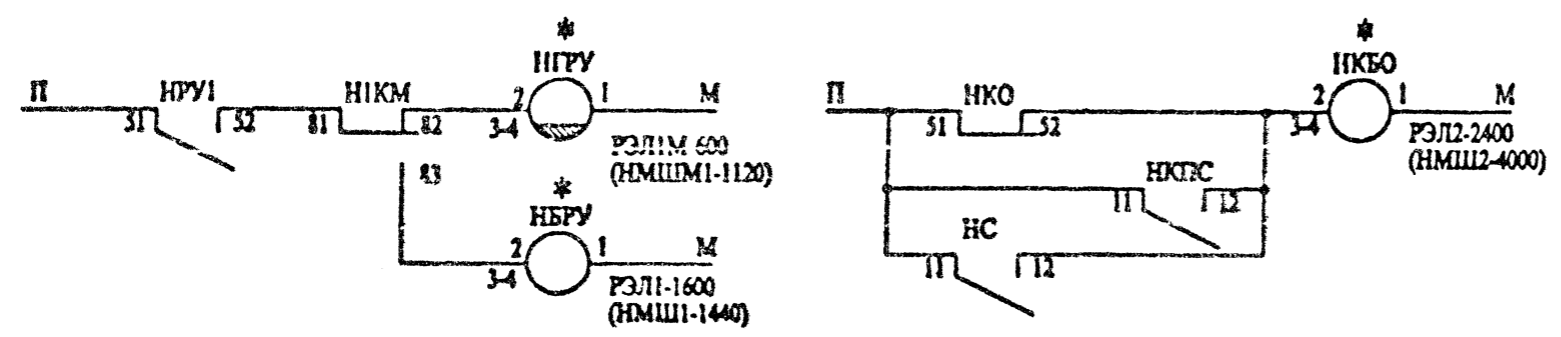 П НРУ1 51 52 Н1КМ 81 82 83 * НГРУ 2 3-4 1 М
РЭЛ1М-600
(НМШМ1-1120)
* НБРУ 2 3-4 1 М
РЭЛ1-1600
(НМШ1-1440)
П НКО 51 52 * НКБО 2 3-4 1 М
РЭЛ2-2400
(НМШ2-4000)
НКПС 11 12
НС 11 12